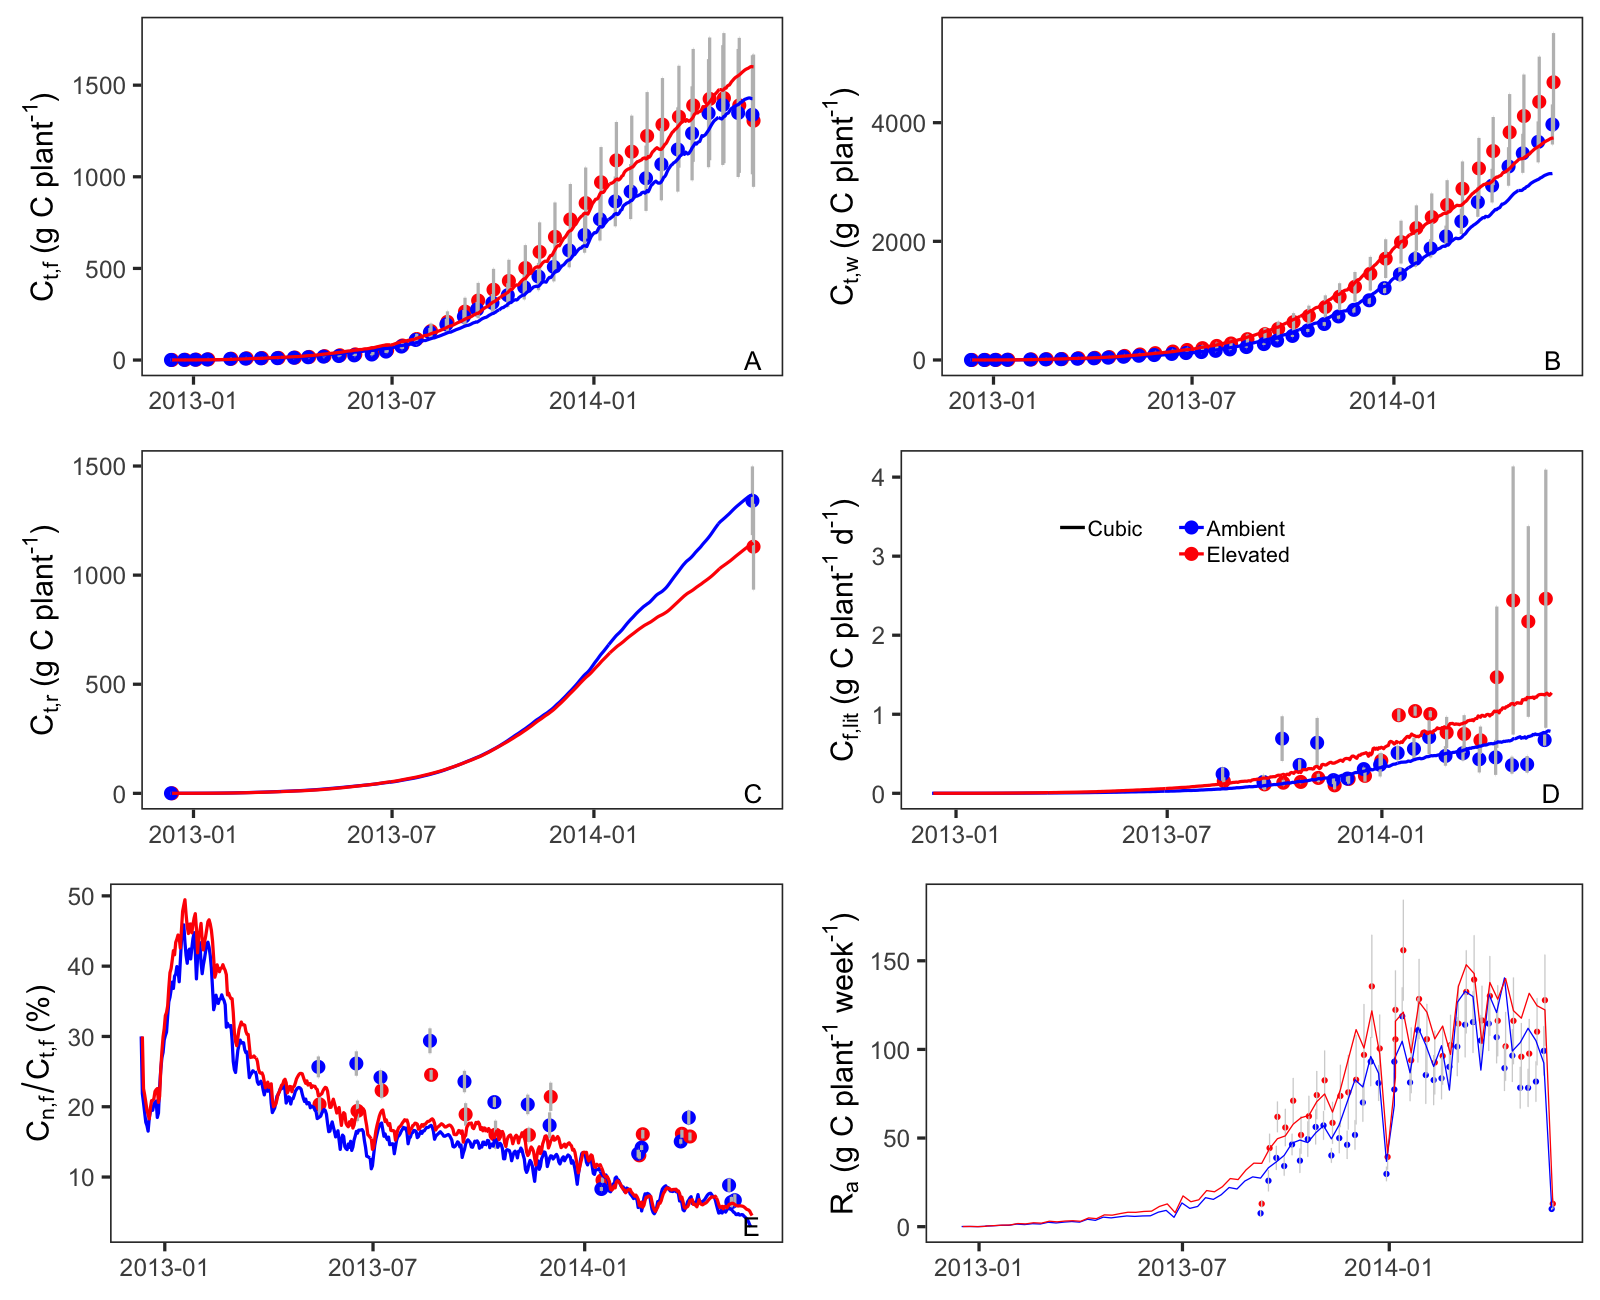 C_t,f (g C plant^-1)
1500
1000
500
0
A
2013-01 2013-07 2014-01
C_t,w (g C plant^-1)
4000
2000
0
B
2013-01 2013-07 2014-01
C_t,r (g C plant^-1)
1500
1000
500
0
C
2013-01 2013-07 2014-01
C_f,lit (g C plant^-1 d^-1)
4
3
2
1
0
Cubic
Ambient
Elevated
D
2013-01 2013-07 2014-01
C_n,f/C_t,f (%)
50
40
30
20
10
E
2013-01 2013-07 2014-01
R_a (g C plant^-1 week^-1)
150
100
50
0
2013-01 2013-07 2014-01